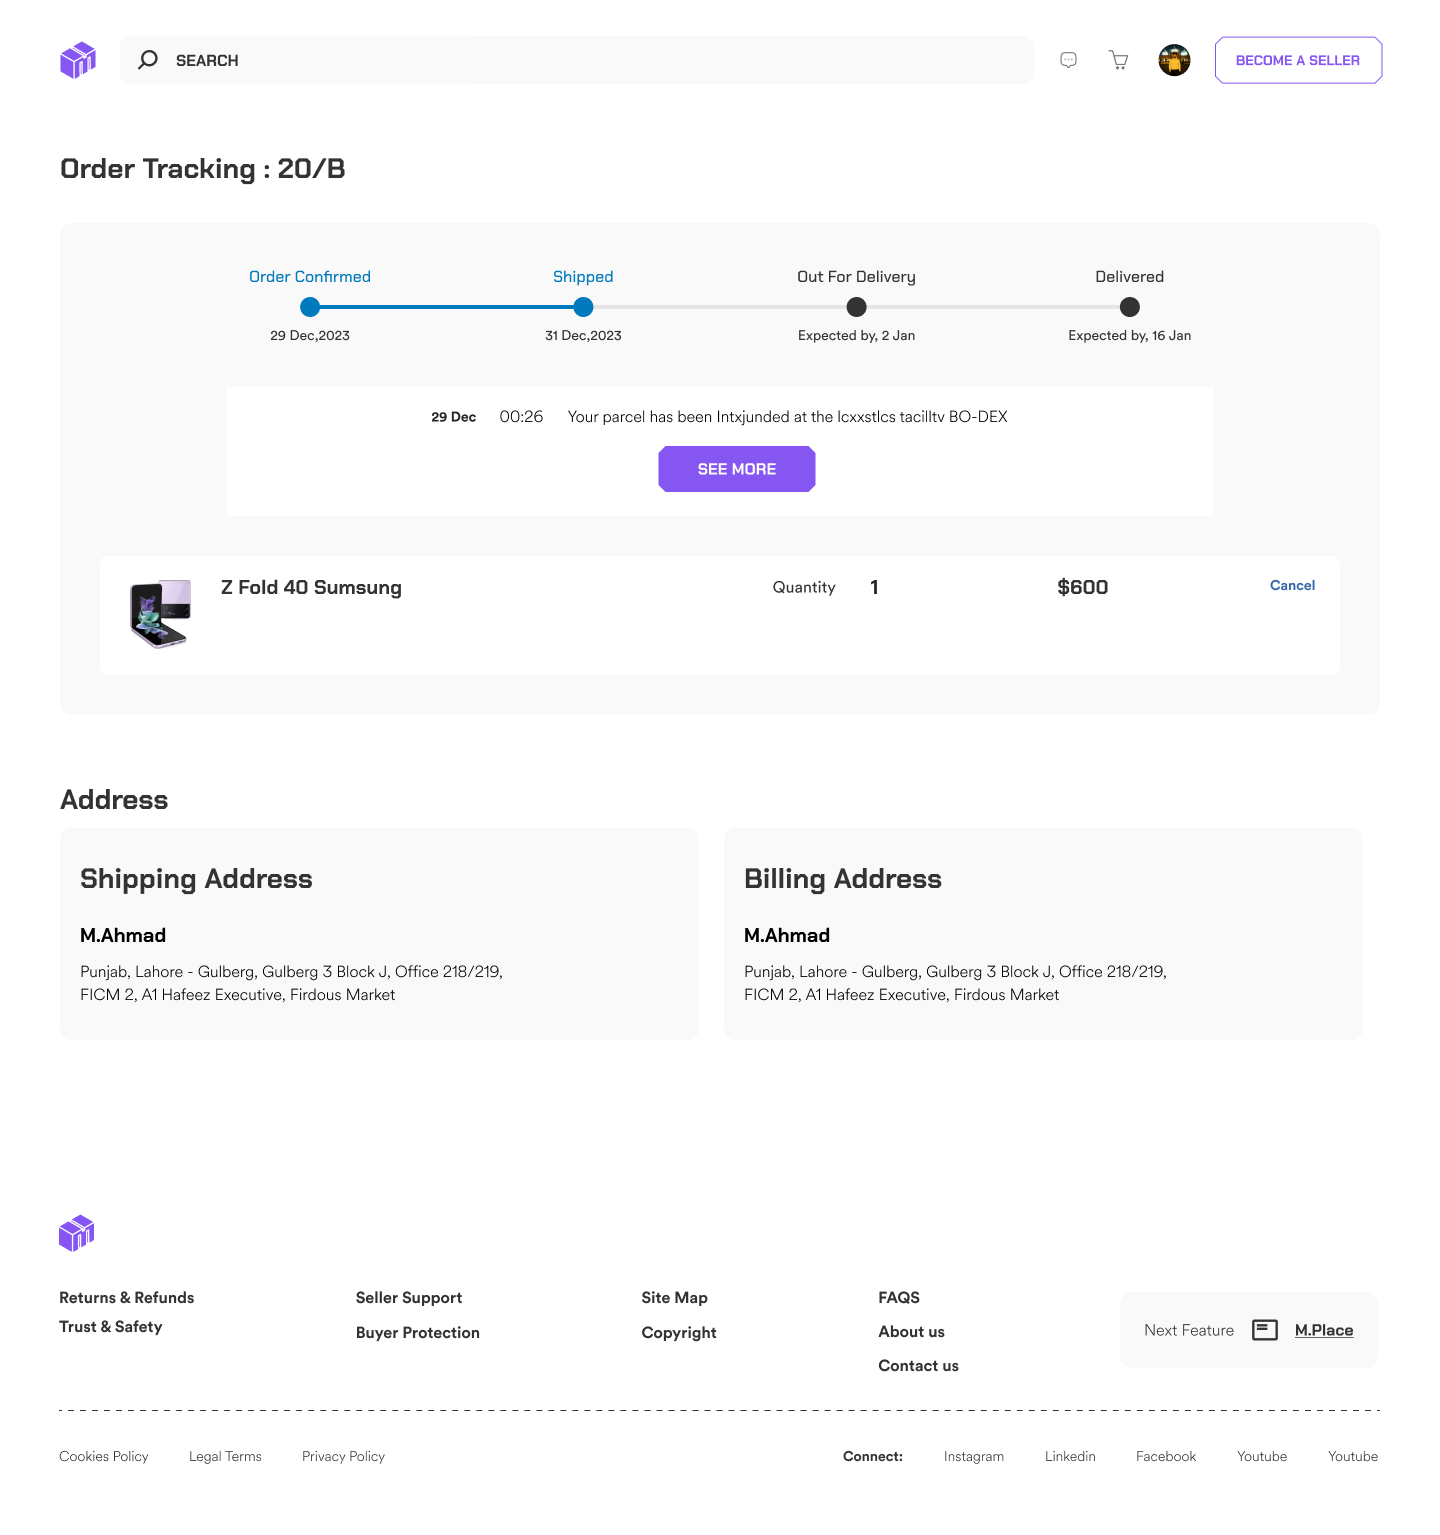 SEARCH
BECOME A SELLER
Order Tracking : 20/B
Order Confirmed
Shipped
Out For Delivery
Delivered
29 Dec,2023
31 Dec,2023
Expected by, 2 Jan
Expected by, 16 Jan
29 Dec 00:26 Your parcel has been Intxjunded at the lcxxstlcs tacilltv BO-DEX
SEE MORE
Z Fold 40 Sumsung
Quantity 1
$600
Cancel
Address
Shipping Address
M.Ahmad
Punjab, Lahore - Gulberg, Gulberg 3 Block J, Office 218/219,
FICM 2, A1 Hafeez Executive, Firdous Market
Billing Address
M.Ahmad
Punjab, Lahore - Gulberg, Gulberg 3 Block J, Office 218/219,
FICM 2, A1 Hafeez Executive, Firdous Market
Returns & Refunds
Trust & Safety
Seller Support
Buyer Protection
Site Map
Copyright
FAQS
About us
Contact us
Next Feature
M.Place
Cookies Policy
Legal Terms
Privacy Policy
Connect:
Instagram
Linkedin
Facebook
Youtube
Youtube